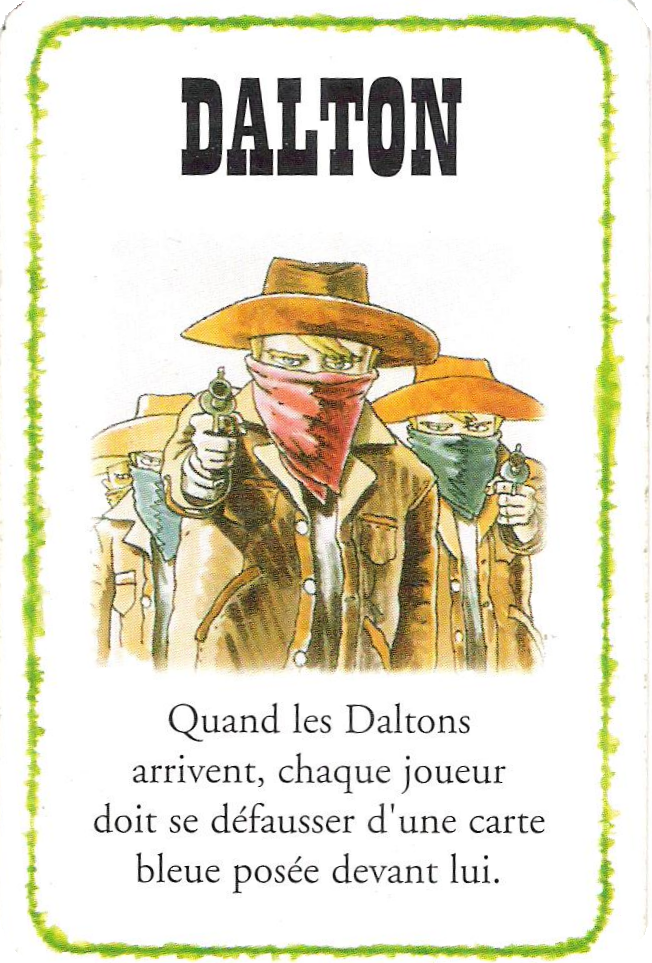 DALTON
Quand les Daltons
arrivent, chaque joueur
doit se défausser d'une carte
bleue posée devant lui.